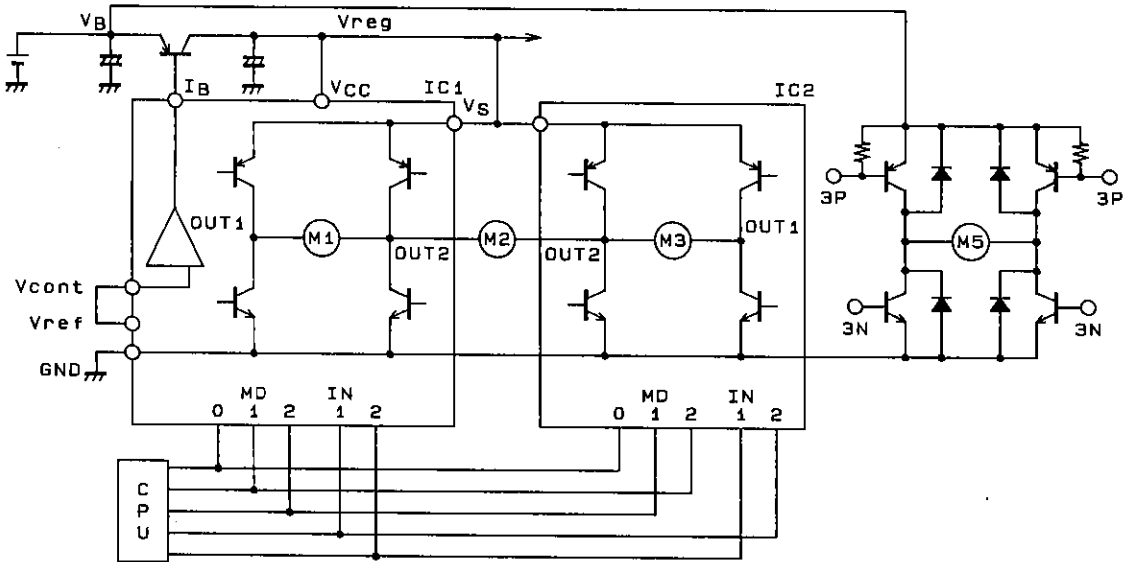 VB Vreg
IB VCC IC1 VS IC2
3P 3P
OUT1 M1 OUT2 M2 OUT2 M3 OUT1 M5
Vcont
Vref
3N 3N
GND
MD IN MD IN
0 1 2 1 2 0 1 2 1 2
CPU